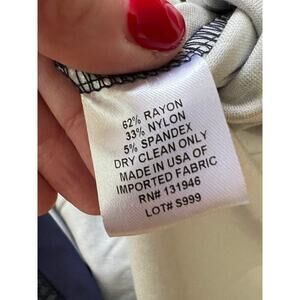 62% RAYON
33% NYLON
5% SPANDEX
DRY CLEAN ONLY
MADE IN USA OF
IMPORTED FABRIC
RN# 131946
LOT# S999